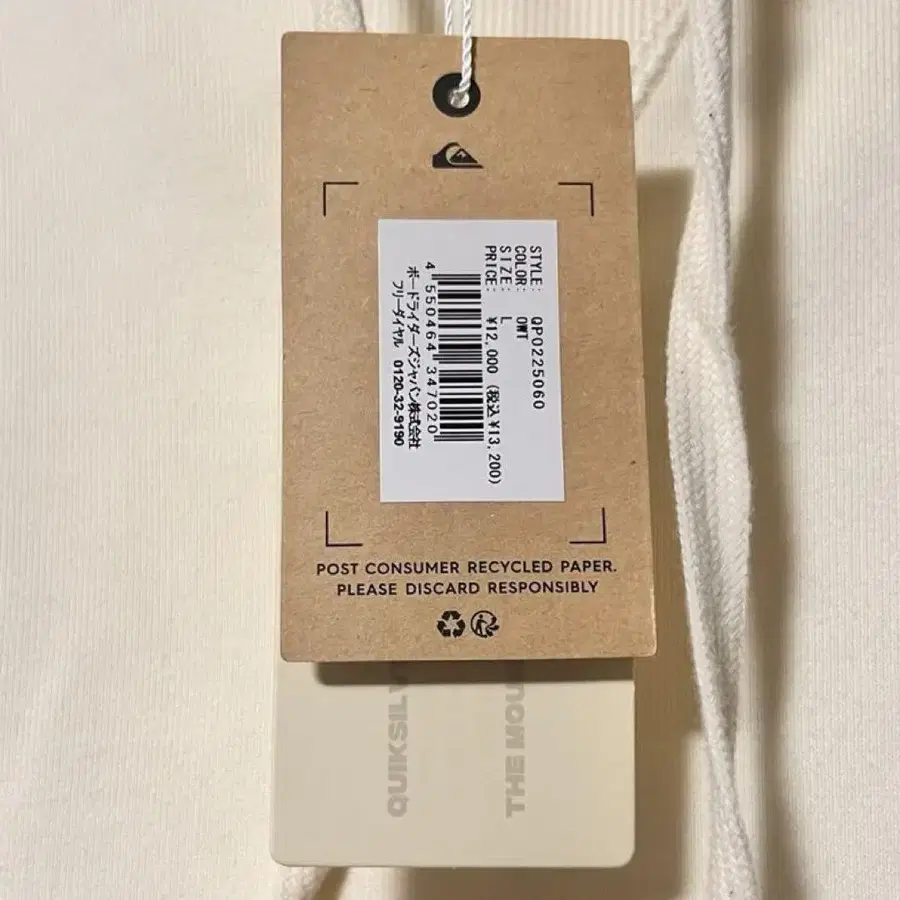 STYLE: QP0225060
COLOR: OWT
SIZE: L
PRICE: ¥12,000 (税込¥13,200)
4 550464 347020
ボードライダーズジャパン株式会社
フリーダイヤル 0120-32-9190
POST CONSUMER RECYCLED PAPER.
PLEASE DISCARD RESPONSIBLY
THE